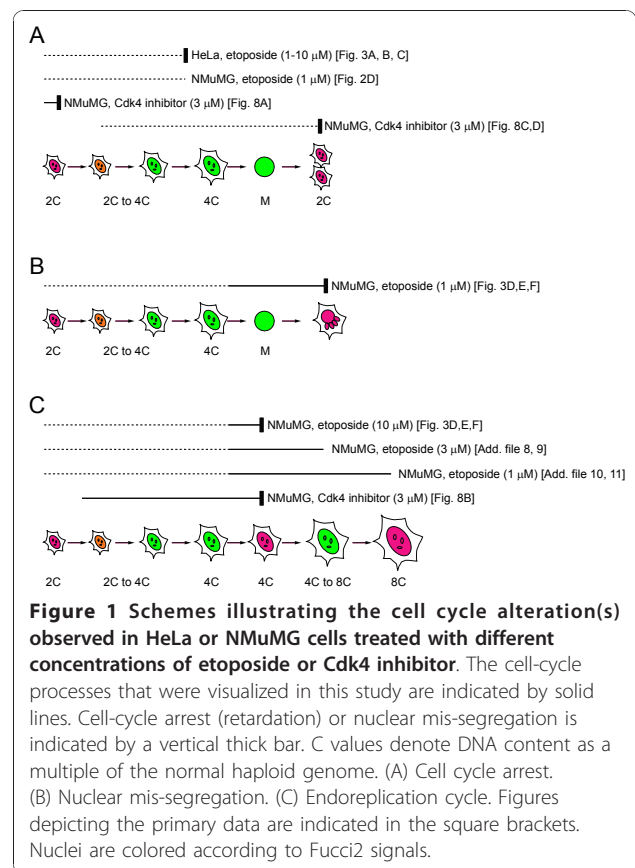 A
HeLa, etoposide (1-10 μM) [Fig. 3A, B, C]
NMuMG, etoposide (1 μM) [Fig. 2D]
NMuMG, Cdk4 inhibitor (3 μM) [Fig. 8A]
NMuMG, Cdk4 inhibitor (3 μM) [Fig. 8C,D]
2C 2C to 4C 4C M 2C
B
NMuMG, etoposide (1 μM) [Fig. 3D,E,F]
2C 2C to 4C 4C M
C
NMuMG, etoposide (10 μM) [Fig. 3D,E,F]
NMuMG, etoposide (3 μM) [Add. file 8, 9]
NMuMG, etoposide (1 μM) [Add. file 10, 11]
NMuMG, Cdk4 inhibitor (3 μM) [Fig. 8B]
2C 2C to 4C 4C 4C 4C to 8C 8C
Figure 1 Schemes illustrating the cell cycle alteration(s)
observed in HeLa or NMuMG cells treated with different
concentrations of etoposide or Cdk4 inhibitor. The cell-cycle
processes that were visualized in this study are indicated by solid
lines. Cell-cycle arrest (retardation) or nuclear mis-segregation is
indicated by a vertical thick bar. C values denote DNA content as a
multiple of the normal haploid genome. (A) Cell cycle arrest.
(B) Nuclear mis-segregation. (C) Endoreplication cycle. Figures
depicting the primary data are indicated in the square brackets.
Nuclei are colored according to Fucci2 signals.